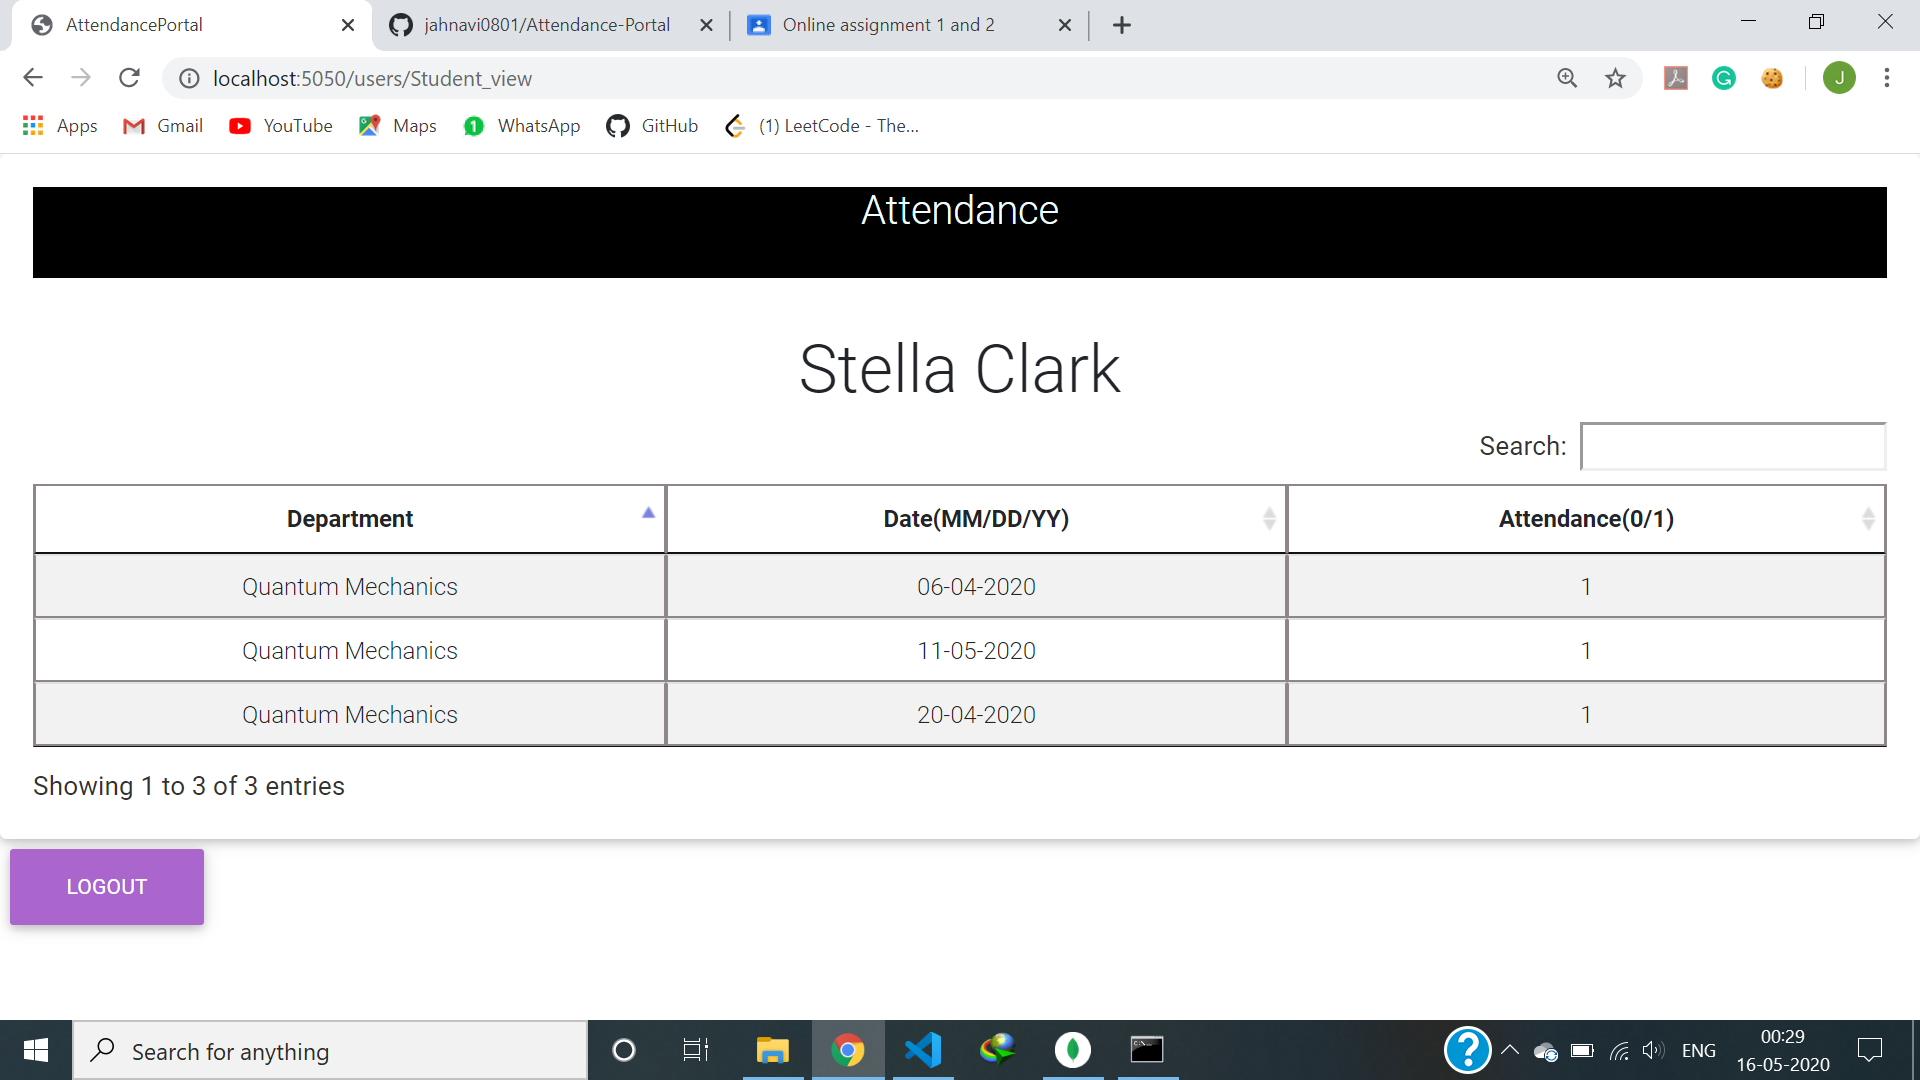 AttendancePortal
jahnavi0801/Attendance-Portal
Online assignment 1 and 2
localhost:5050/users/Student_view
J
Apps
Gmail
YouTube
Maps
1
WhatsApp
GitHub
(1) LeetCode - The...
Attendance
Stella Clark
Search:
Department Date(MM/DD/YY) Attendance(0/1)
Quantum Mechanics 06-04-2020 1
Quantum Mechanics 11-05-2020 1
Quantum Mechanics 20-04-2020 1
Showing 1 to 3 of 3 entries
LOGOUT
Search for anything
ENG
00:29
16-05-2020